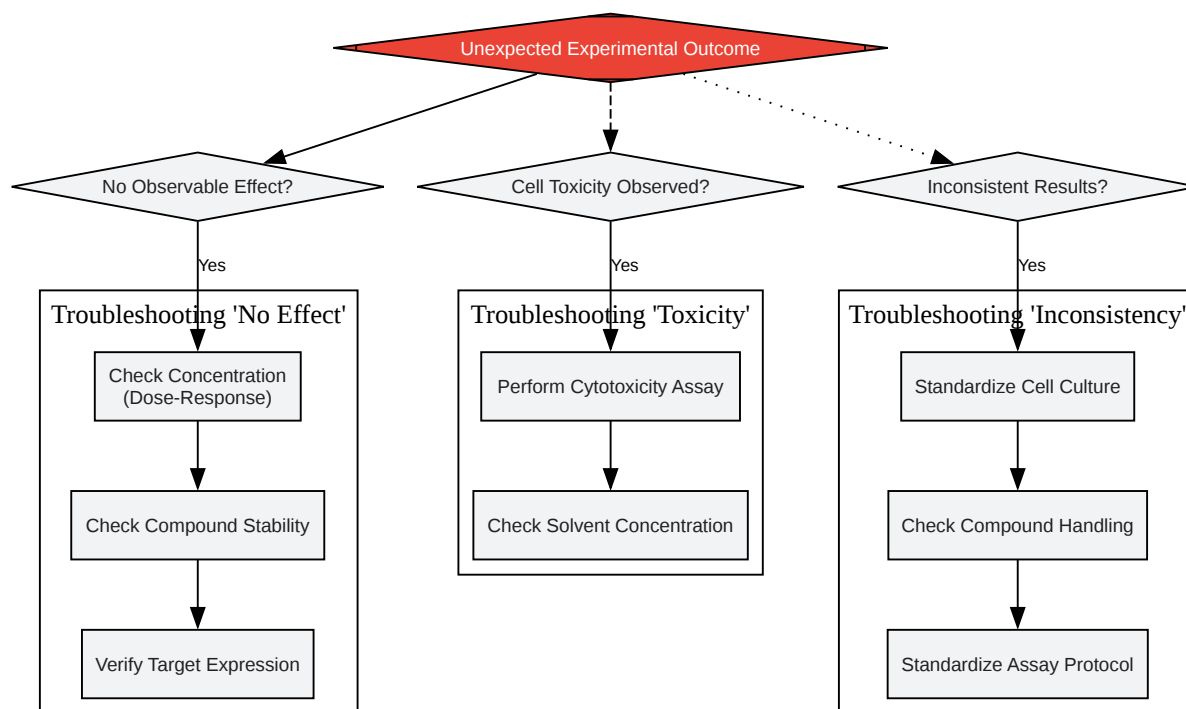 Unexpected Experimental Outcome
No Observable Effect?
Cell Toxicity Observed?
Inconsistent Results?
Yes
Yes
Yes
Troubleshooting 'No Effect'
Troubleshooting 'Toxicity'
Troubleshooting 'Inconsistency'
Check Concentration
(Dose-Response)
Perform Cytotoxicity Assay
Standardize Cell Culture
Check Compound Stability
Check Solvent Concentration
Check Compound Handling
Verify Target Expression
Standardize Assay Protocol